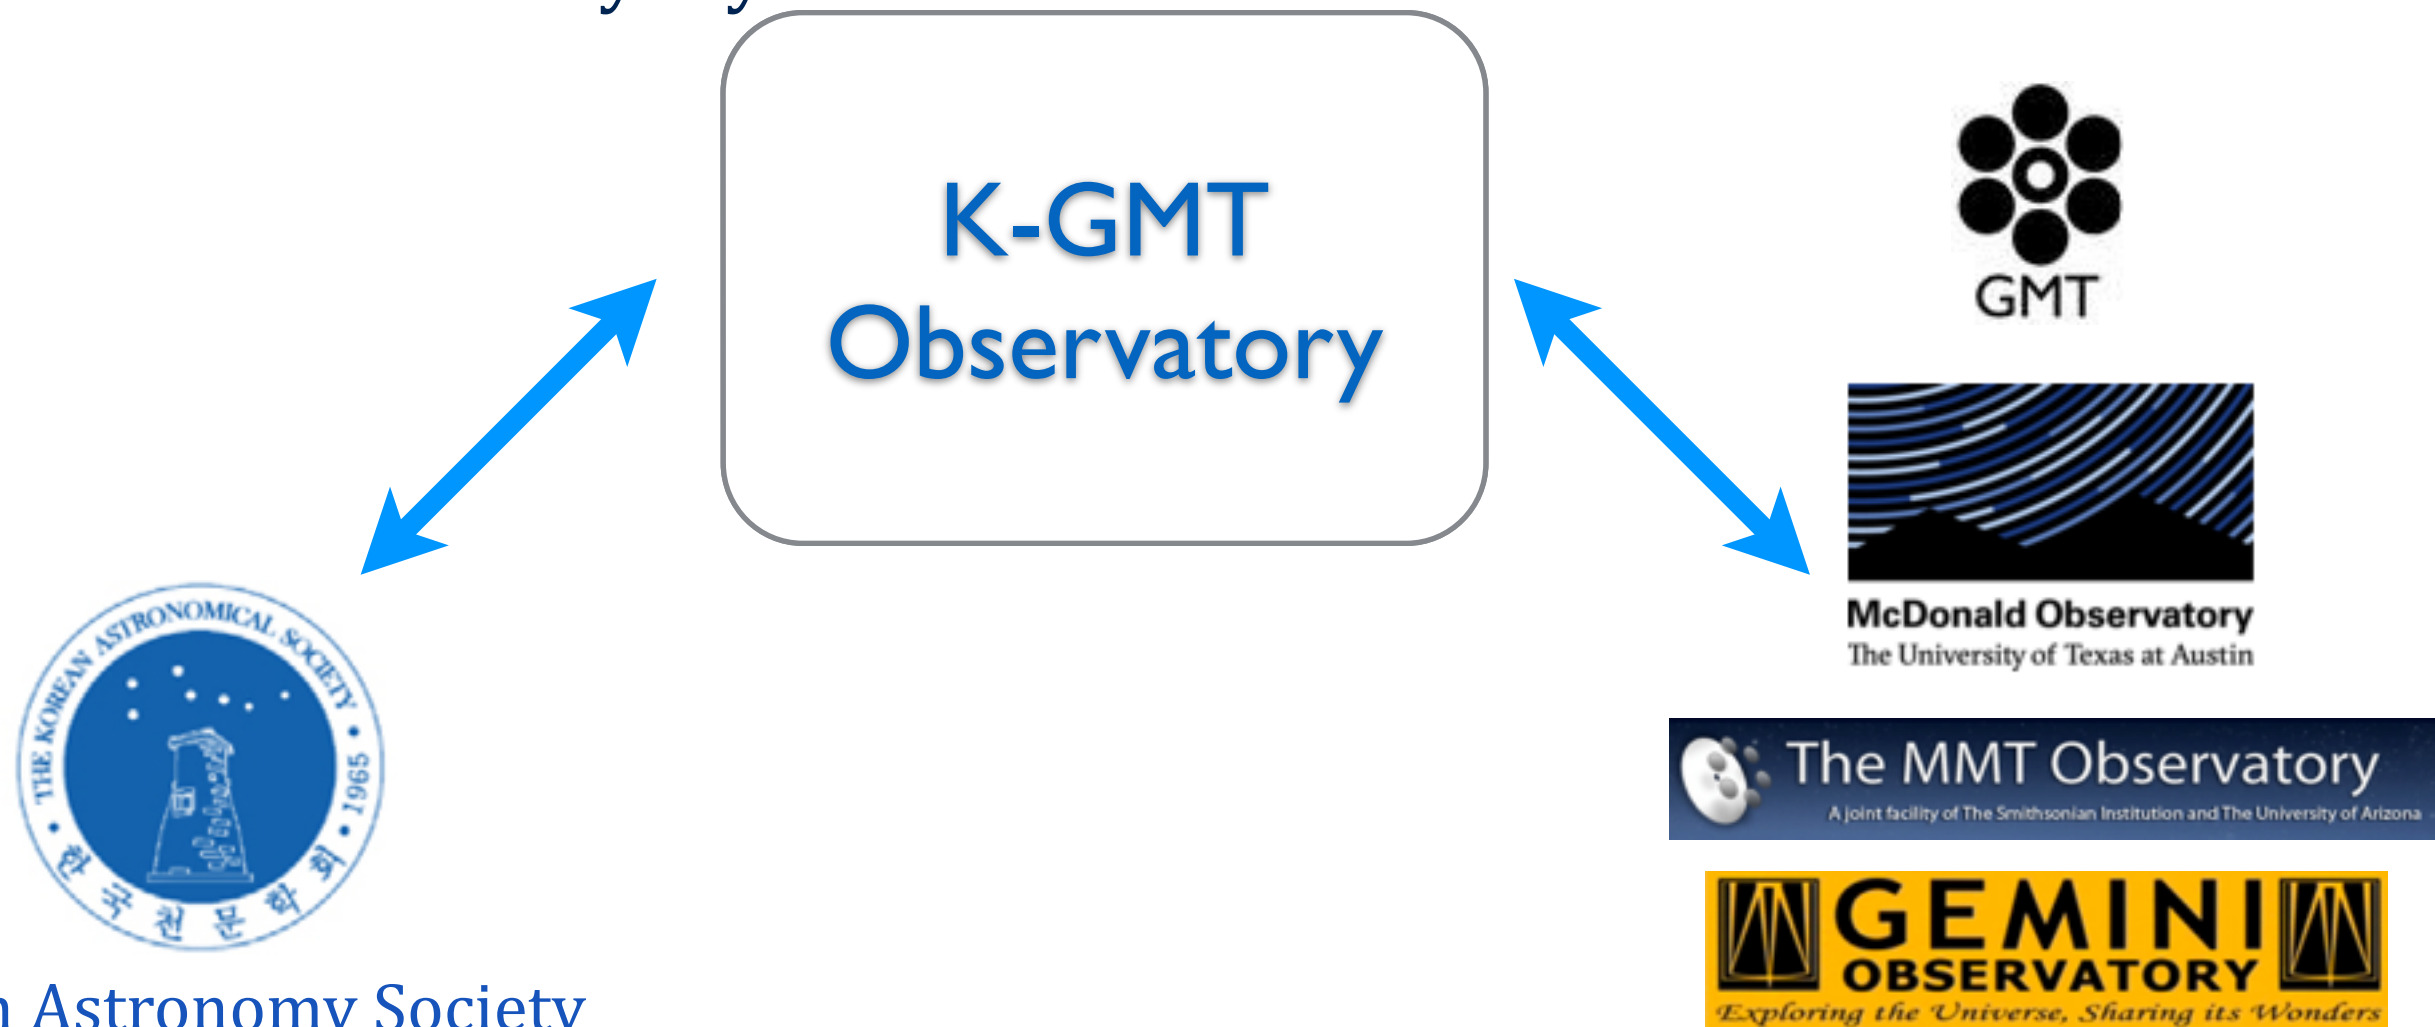 K-GMT
Observatory
GMT
McDonald Observatory
The University of Texas at Austin
THE KOREAN ASTRONOMICAL SOCIETY • 1965 •
한국천문학회
The MMT Observatory
A joint facility of The Smithsonian Institution and The University of Arizona
GEMINI
OBSERVATORY
Exploring the Universe, Sharing its Wonders
Astronomy Society